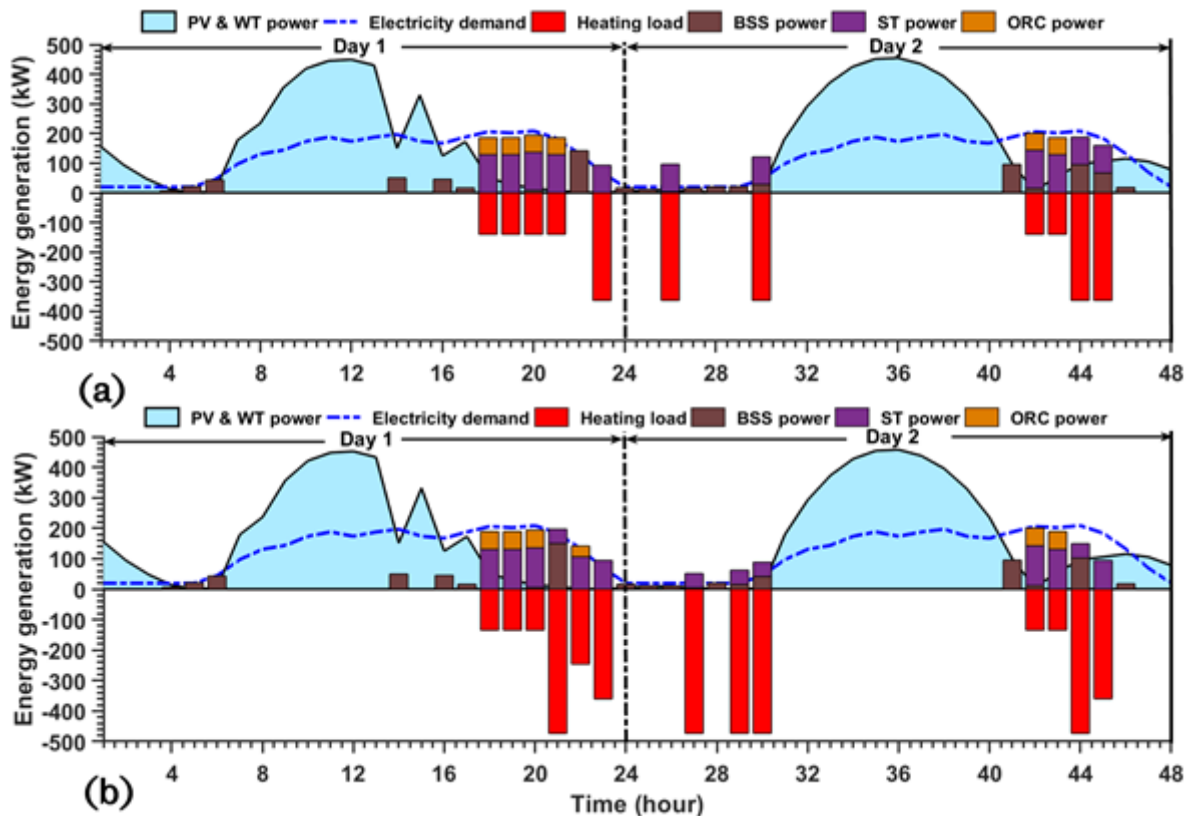 PV & WT power Electricity demand Heating load BSS power ST power ORC power
Day 1 Day 2
Energy generation (kW)
500
400
300
200
100
0
-100
-200
-300
-400
-500
4 8 12 16 20 24 28 32 36 40 44 48
(a)
PV & WT power Electricity demand Heating load BSS power ST power ORC power
Day 1 Day 2
Energy generation (kW)
500
400
300
200
100
0
-100
-200
-300
-400
-500
4 8 12 16 20 24 28 32 36 40 44 48
(b)
Time (hour)